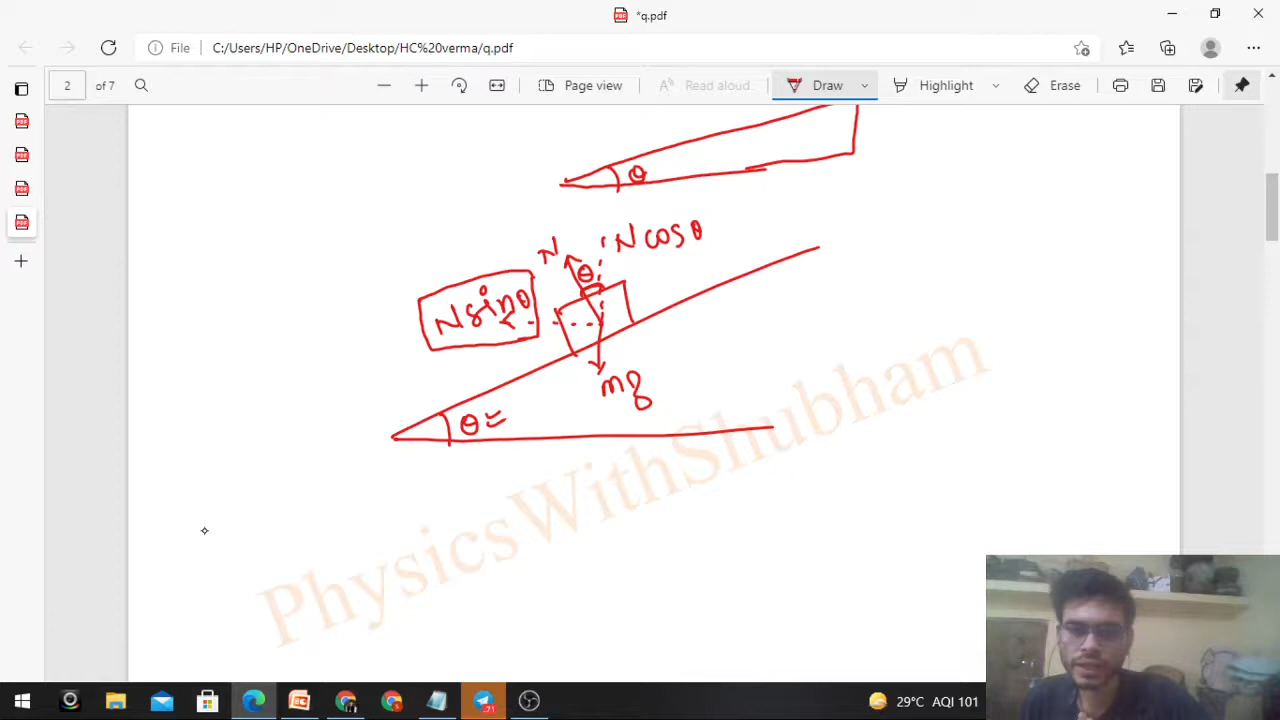 *q.pdf
File
C:/Users/HP/OneDrive/Desktop/HC%20verma/q.pdf
2 of 7
Page view
Read aloud
Draw
Highlight
Erase
θ
N
θ
N cos θ
N sin θ
mg
θ =
PhysicsWithShubham
71
29°C AQI 101